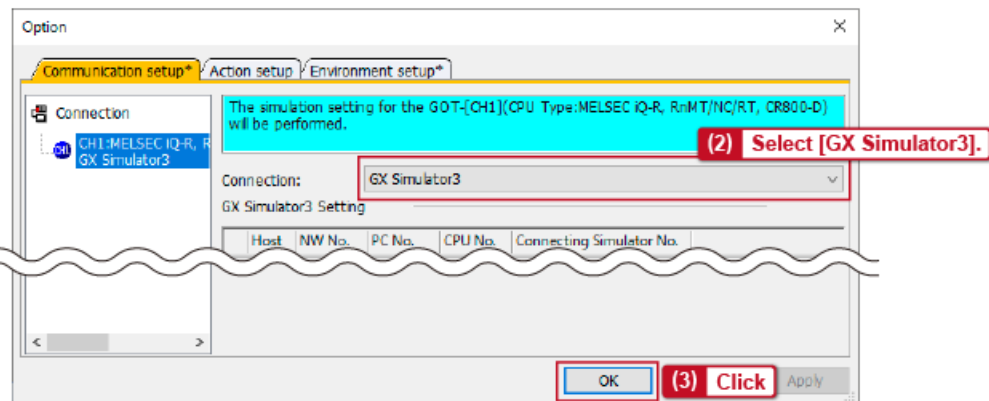 Option
Communication setup* Action setup Environment setup*
Connection
CH1:MELSEC iQ-R, R
GX Simulator3
The simulation setting for the GOT-[CH1](CPU Type:MELSEC iQ-R, RnMT/NC/RT, CR800-D)
will be performed.
(2) Select [GX Simulator3].
Connection: GX Simulator3
GX Simulator3 Setting
Host NW No. PC No. CPU No. Connecting Simulator No.
OK (3) Click Apply